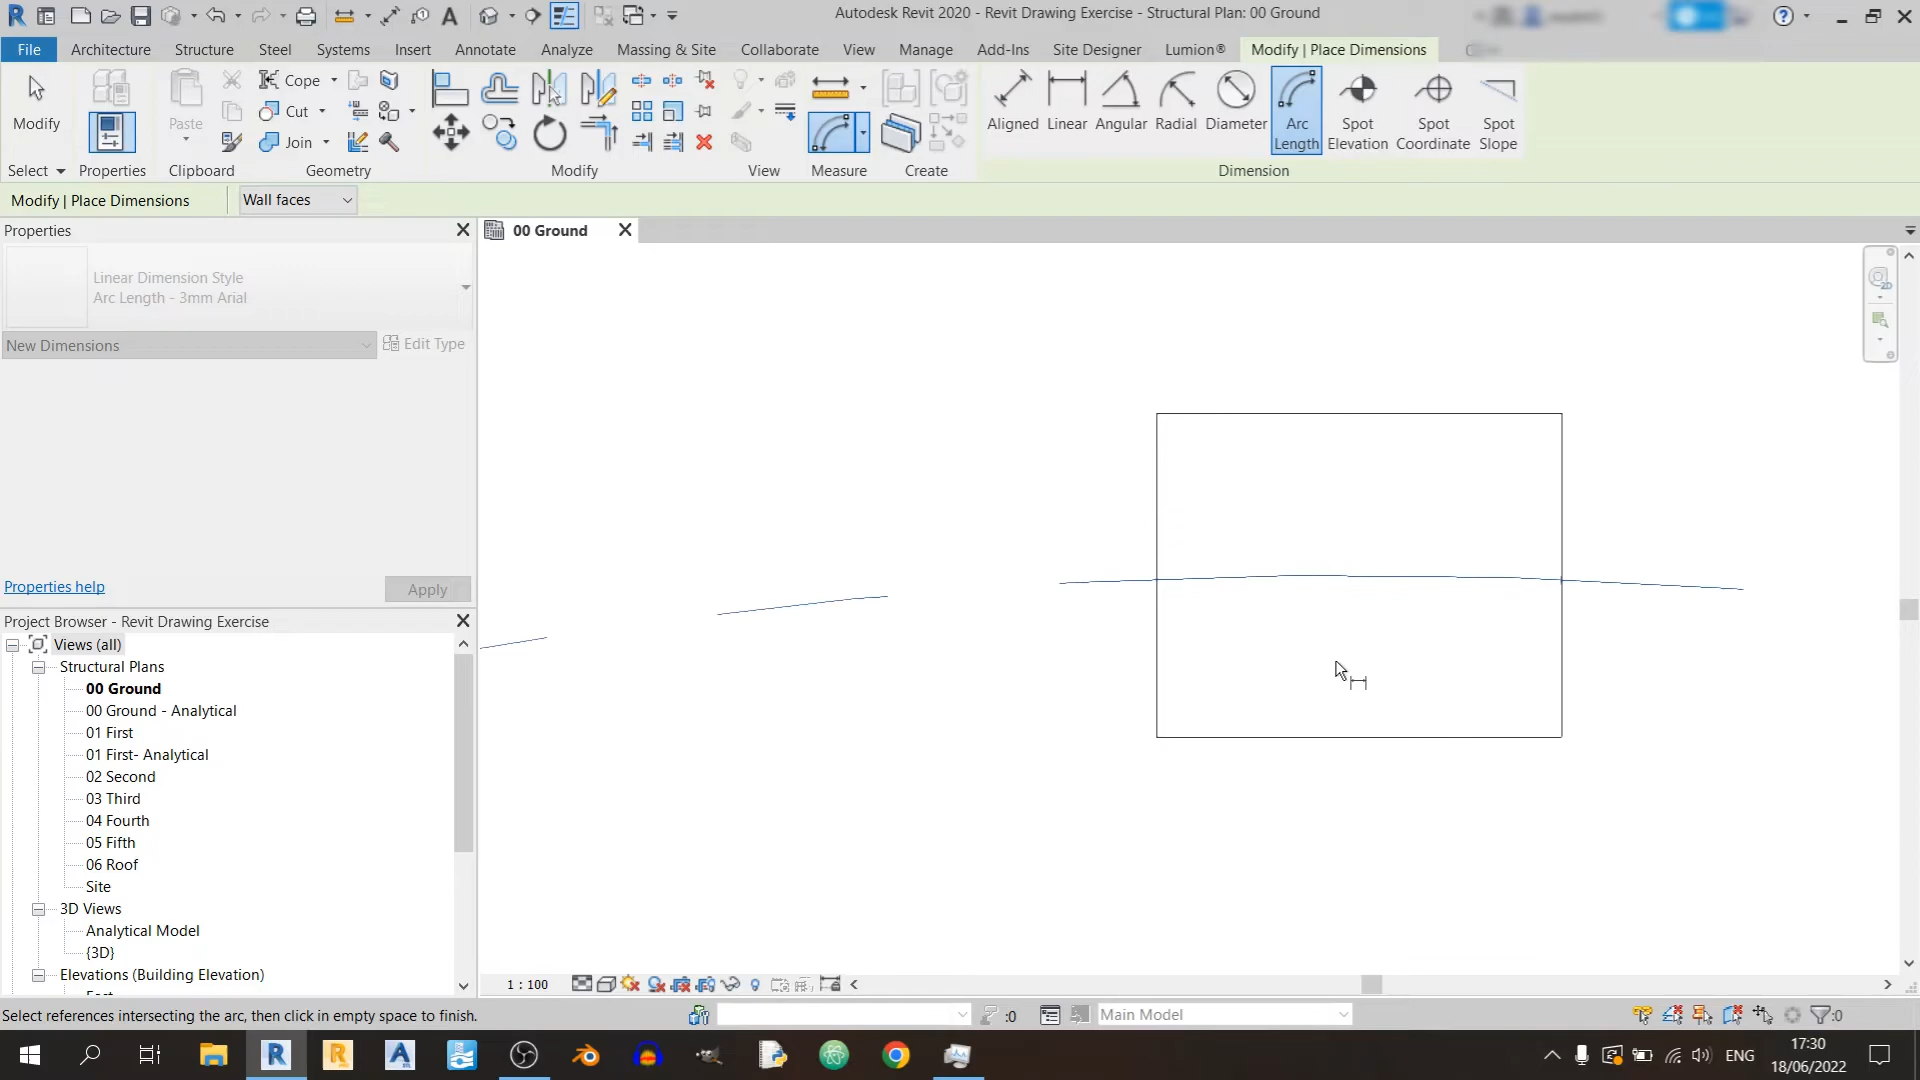 Autodesk Revit 2020 - Revit Drawing Exercise - Structural Plan: 00 Ground
File Architecture Structure Steel Systems Insert Annotate Analyze Massing & Site Collaborate View Manage Add-Ins Site Designer Lumion® Modify | Place Dimensions
Modify
Paste
Cope
Cut
Join
Aligned Linear Angular Radial Diameter Arc Length Spot Elevation Spot Coordinate Spot Slope
Select Properties Clipboard Geometry Modify View Measure Create Dimension
Modify | Place Dimensions Wall faces
Properties
00 Ground
Linear Dimension Style
Arc Length - 3mm Arial
New Dimensions Edit Type
Properties help Apply
Project Browser - Revit Drawing Exercise
Views (all)
Structural Plans
00 Ground
00 Ground - Analytical
01 First
01 First- Analytical
02 Second
03 Third
04 Fourth
05 Fifth
06 Roof
Site
3D Views
Analytical Model
{3D}
Elevations (Building Elevation)
1 : 100
Select references intersecting the arc, then click in empty space to finish.
:0
Main Model
:0
ENG
17:30
18/06/2022